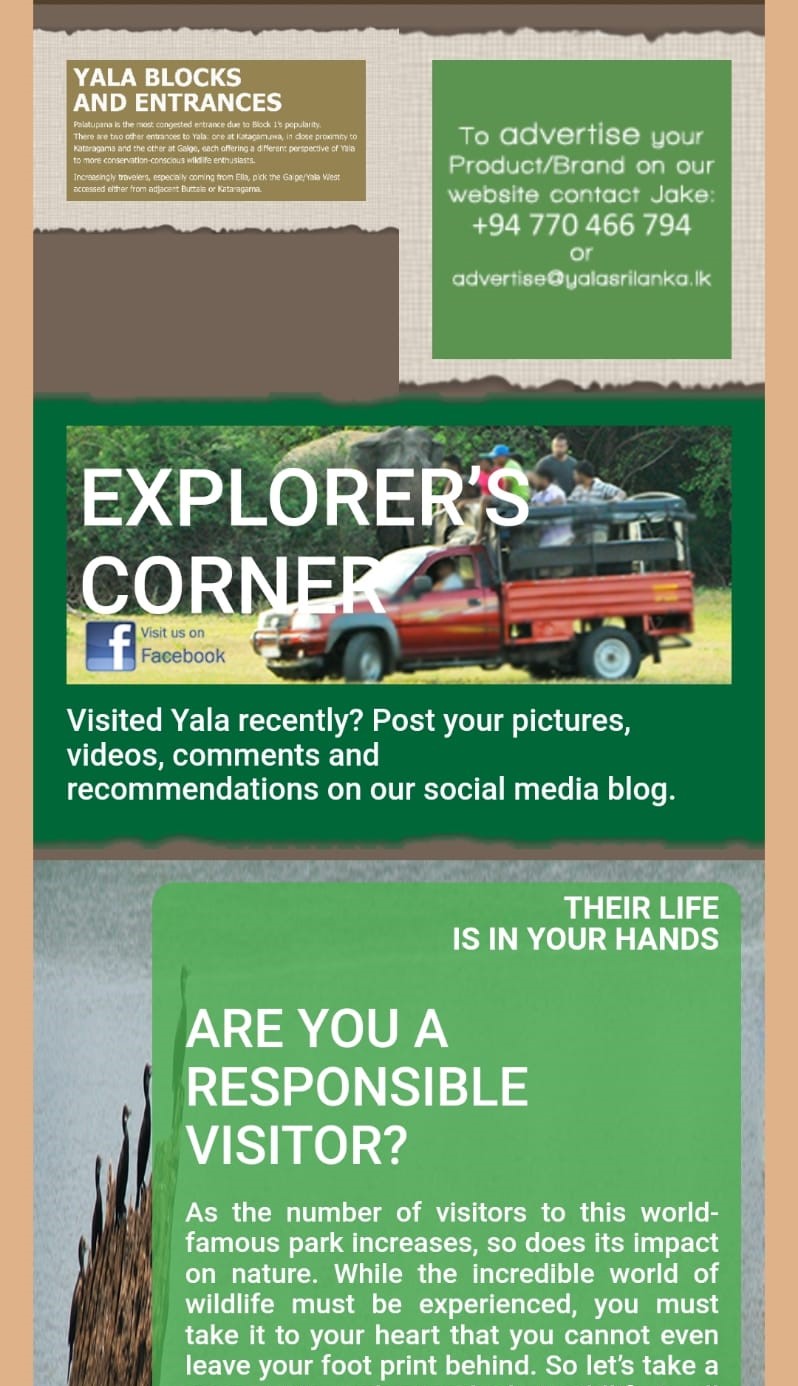 YALA BLOCKS
AND ENTRANCES
Palatupana is the most congested entrance due to Block 1's popularity.
There are two other entrances to Yala: one at Katagamuwa, in close proximity to
Kataragama and the other at Galge, each offering a different perspective of Yala
to more conservation-conscious wildlife enthusiasts.
Increasingly travelers, especially coming from Ella, pick the Galge/Yala West
accessed either from adjacent Buttala or Kataragama.
To advertise your
Product/Brand on our
website contact Jake:
+94 770 466 794
or
advertise@yalasrilanka.lk
EXPLORER'S
CORNER
f Visit us on
Facebook
Visited Yala recently? Post your pictures,
videos, comments and
recommendations on our social media blog.
THEIR LIFE
IS IN YOUR HANDS
ARE YOU A
RESPONSIBLE
VISITOR?
As the number of visitors to this world-
famous park increases, so does its impact
on nature. While the incredible world of
wildlife must be experienced, you must
take it to your heart that you cannot even
leave your foot print behind. So let's take a